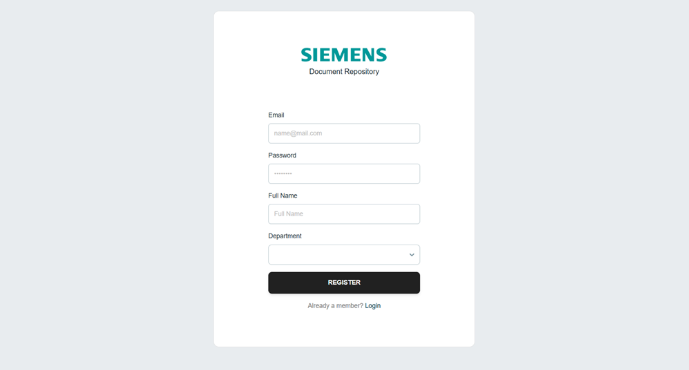 SIEMENS
Document Repository
Email
name@mail.com
Password
********
Full Name
Full Name
Department
REGISTER
Already a member? Login